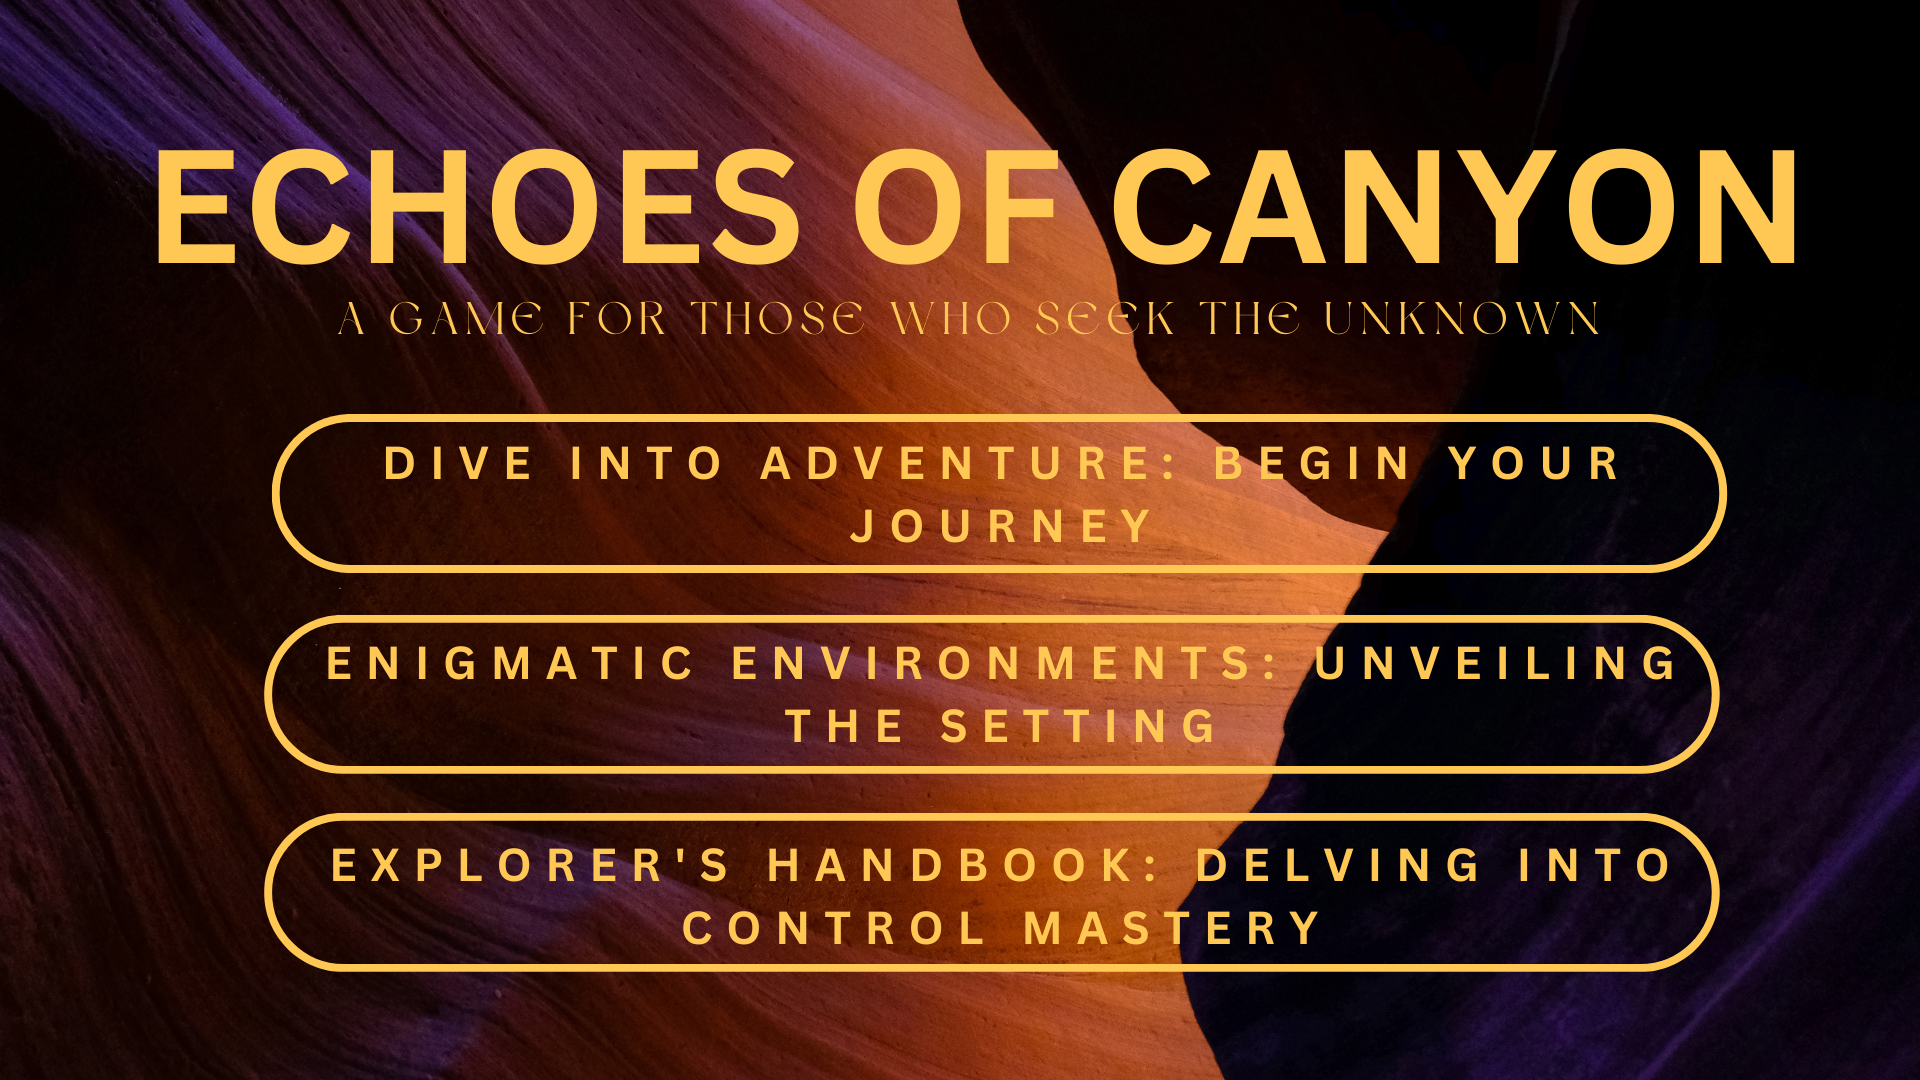 ECHOES OF CANYON
A GAME FOR THOSE WHO SEEK THE UNKNOWN
DIVE INTO ADVENTURE: BEGIN YOUR
JOURNEY
ENIGMATIC ENVIRONMENTS: UNVEILING
THE SETTING
EXPLORER'S HANDBOOK: DELVING INTO
CONTROL MASTERY